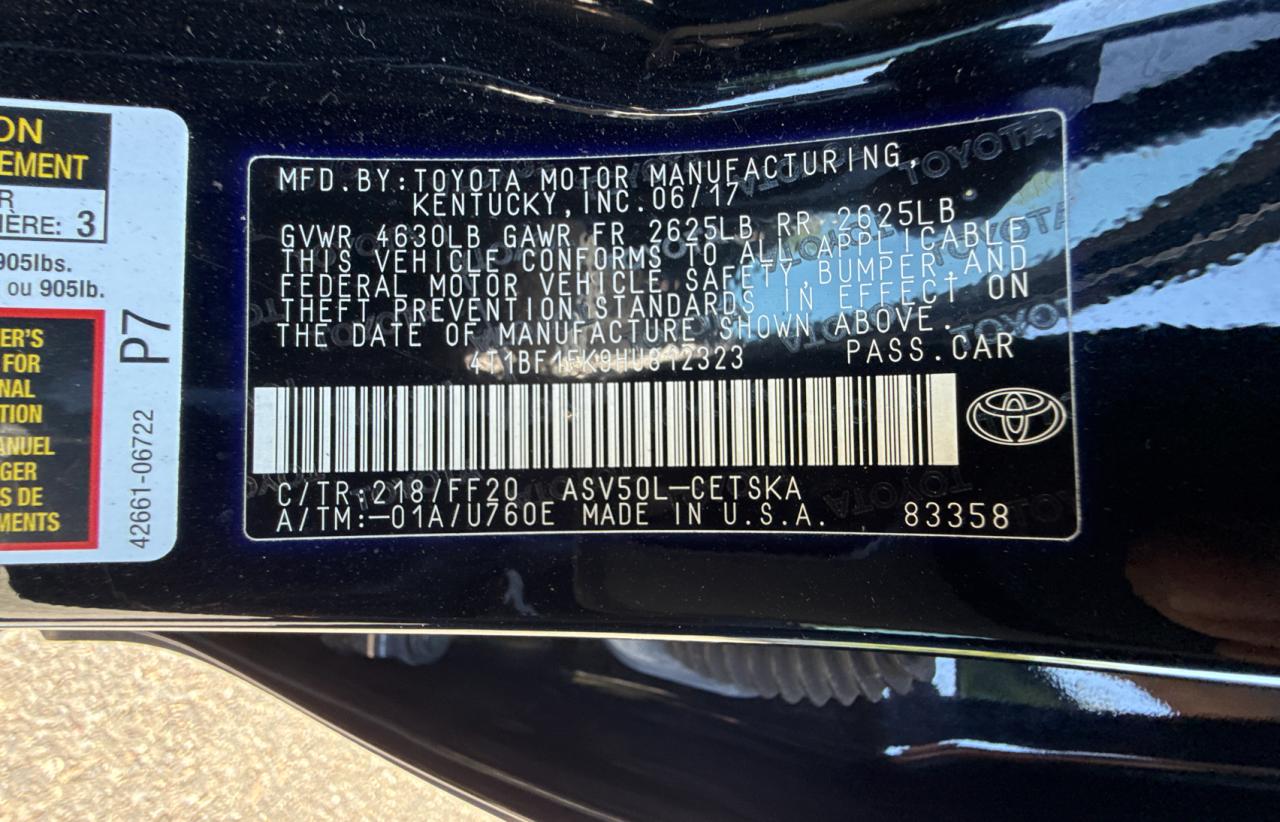 ON
EMENT
R
IÈRE: 3
905lbs.
ou 905lb.
ER'S
FOR
NAL
TION
ANUEL
GER
S DE
MENTS
P7
42661-06722
MFD.BY:TOYOTA MOTOR MANUFACTURING,
KENTUCKY,INC.06/17
GVWR 4630LB GAWR FR 2625LB RR 2625LB
THIS VEHICLE CONFORMS TO ALL APPLICABLE
FEDERAL MOTOR VEHICLE SAFETY,BUMPER,AND
THEFT PREVENTION STANDARDS IN EFFECT ON
THE DATE OF MANUFACTURE SHOWN ABOVE.
4T1BF1FK9HU812323 PASS.CAR
C/TR:218/FF20 ASV50L-CETSKA
A/TM:-01A/U760E MADE IN U.S.A. 83358